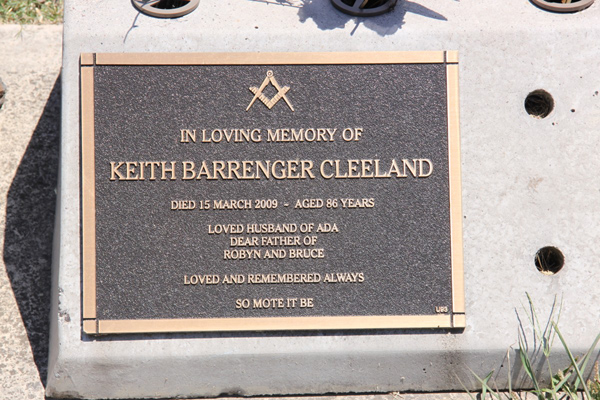 IN LOVING MEMORY OF
KEITH BARRENGER CLEELAND
DIED 15 MARCH 2009 - AGED 86 YEARS
LOVED HUSBAND OF ADA
DEAR FATHER OF
ROBYN AND BRUCE
LOVED AND REMEMBERED ALWAYS
SO MOTE IT BE
U93